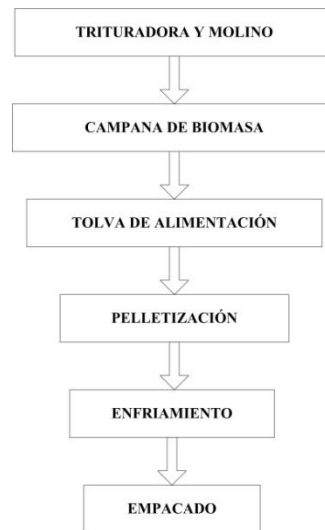 TRITURADORA Y MOLINO
CAMPANA DE BIOMASA
TOLVA DE ALIMENTACIÓN
PELLETIZACIÓN
ENFRIAMIENTO
EMPACADO